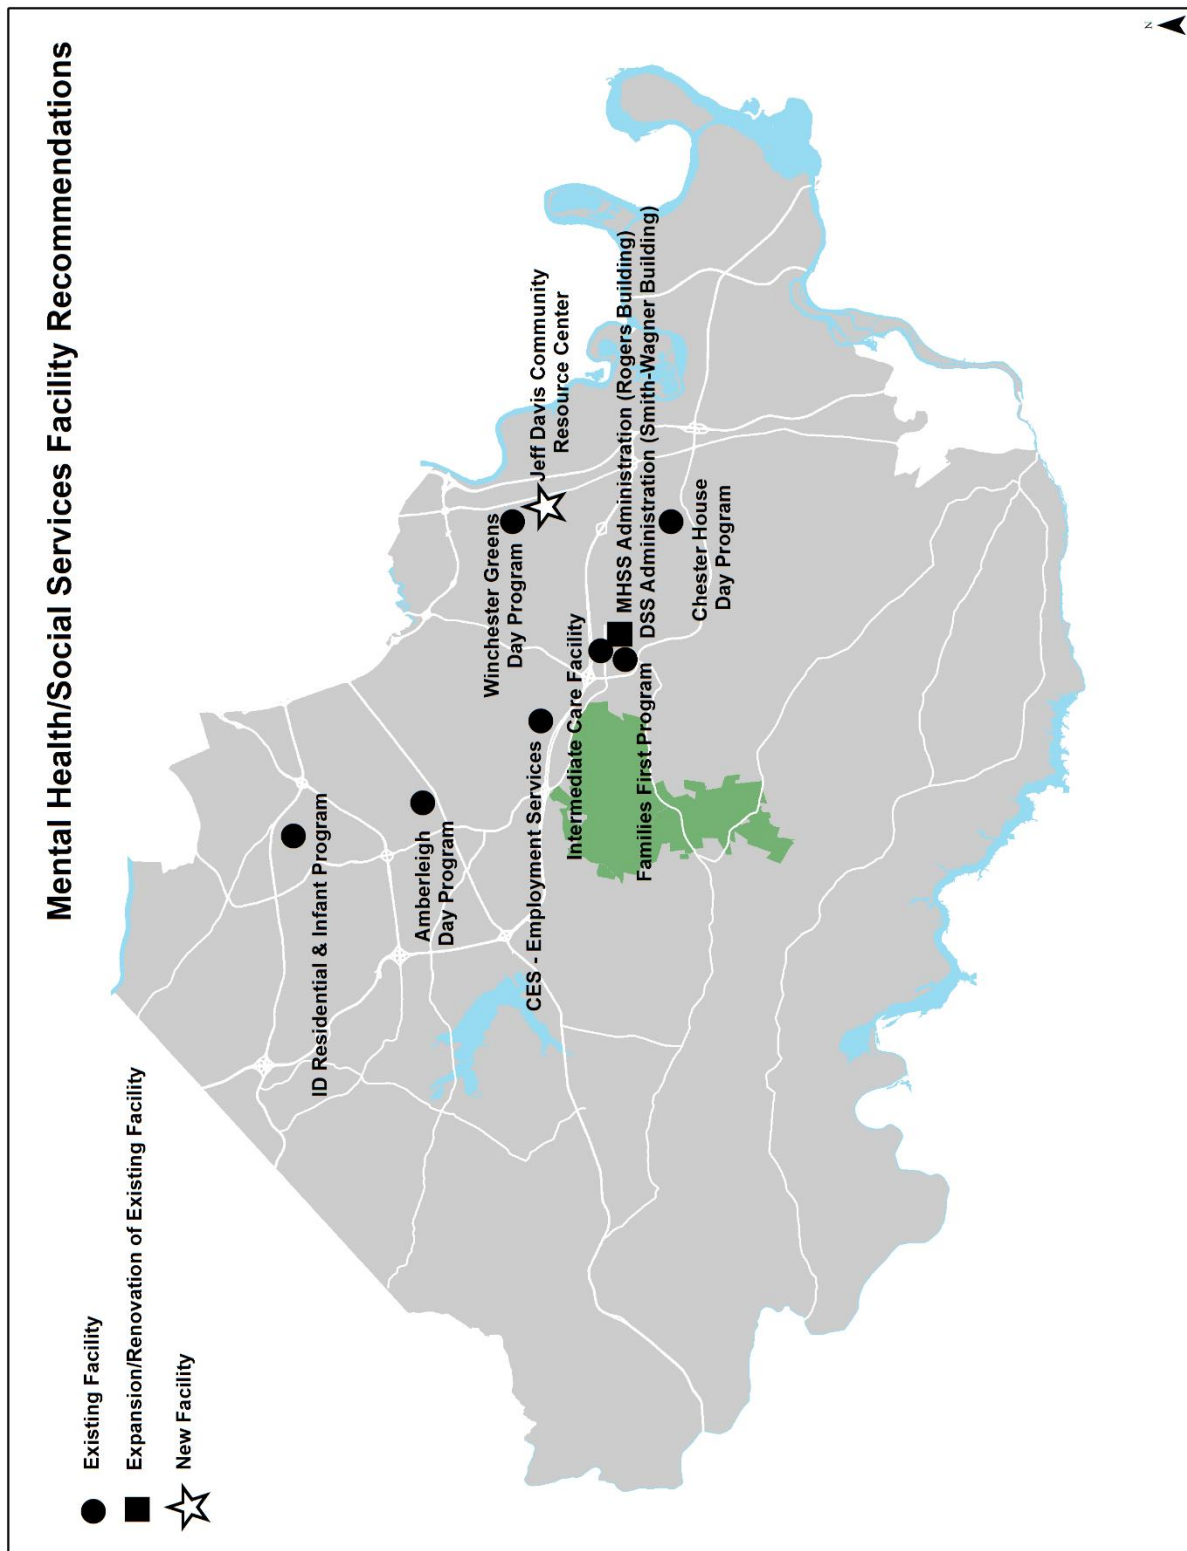 Mental Health/Social Services Facility Recommendations
Existing Facility
Expansion/Renovation of Existing Facility
New Facility
N
ID Residential & Infant Program
Amberleigh
Day Program
Winchester Greens
Day Program
Jeff Davis Community
Resource Center
CES - Employment Services
Intermediate Care Facility
MHSS Administration (Rogers Building)
DSS Administration (Smith-Wagner Building)
Families First Program
Chester House
Day Program